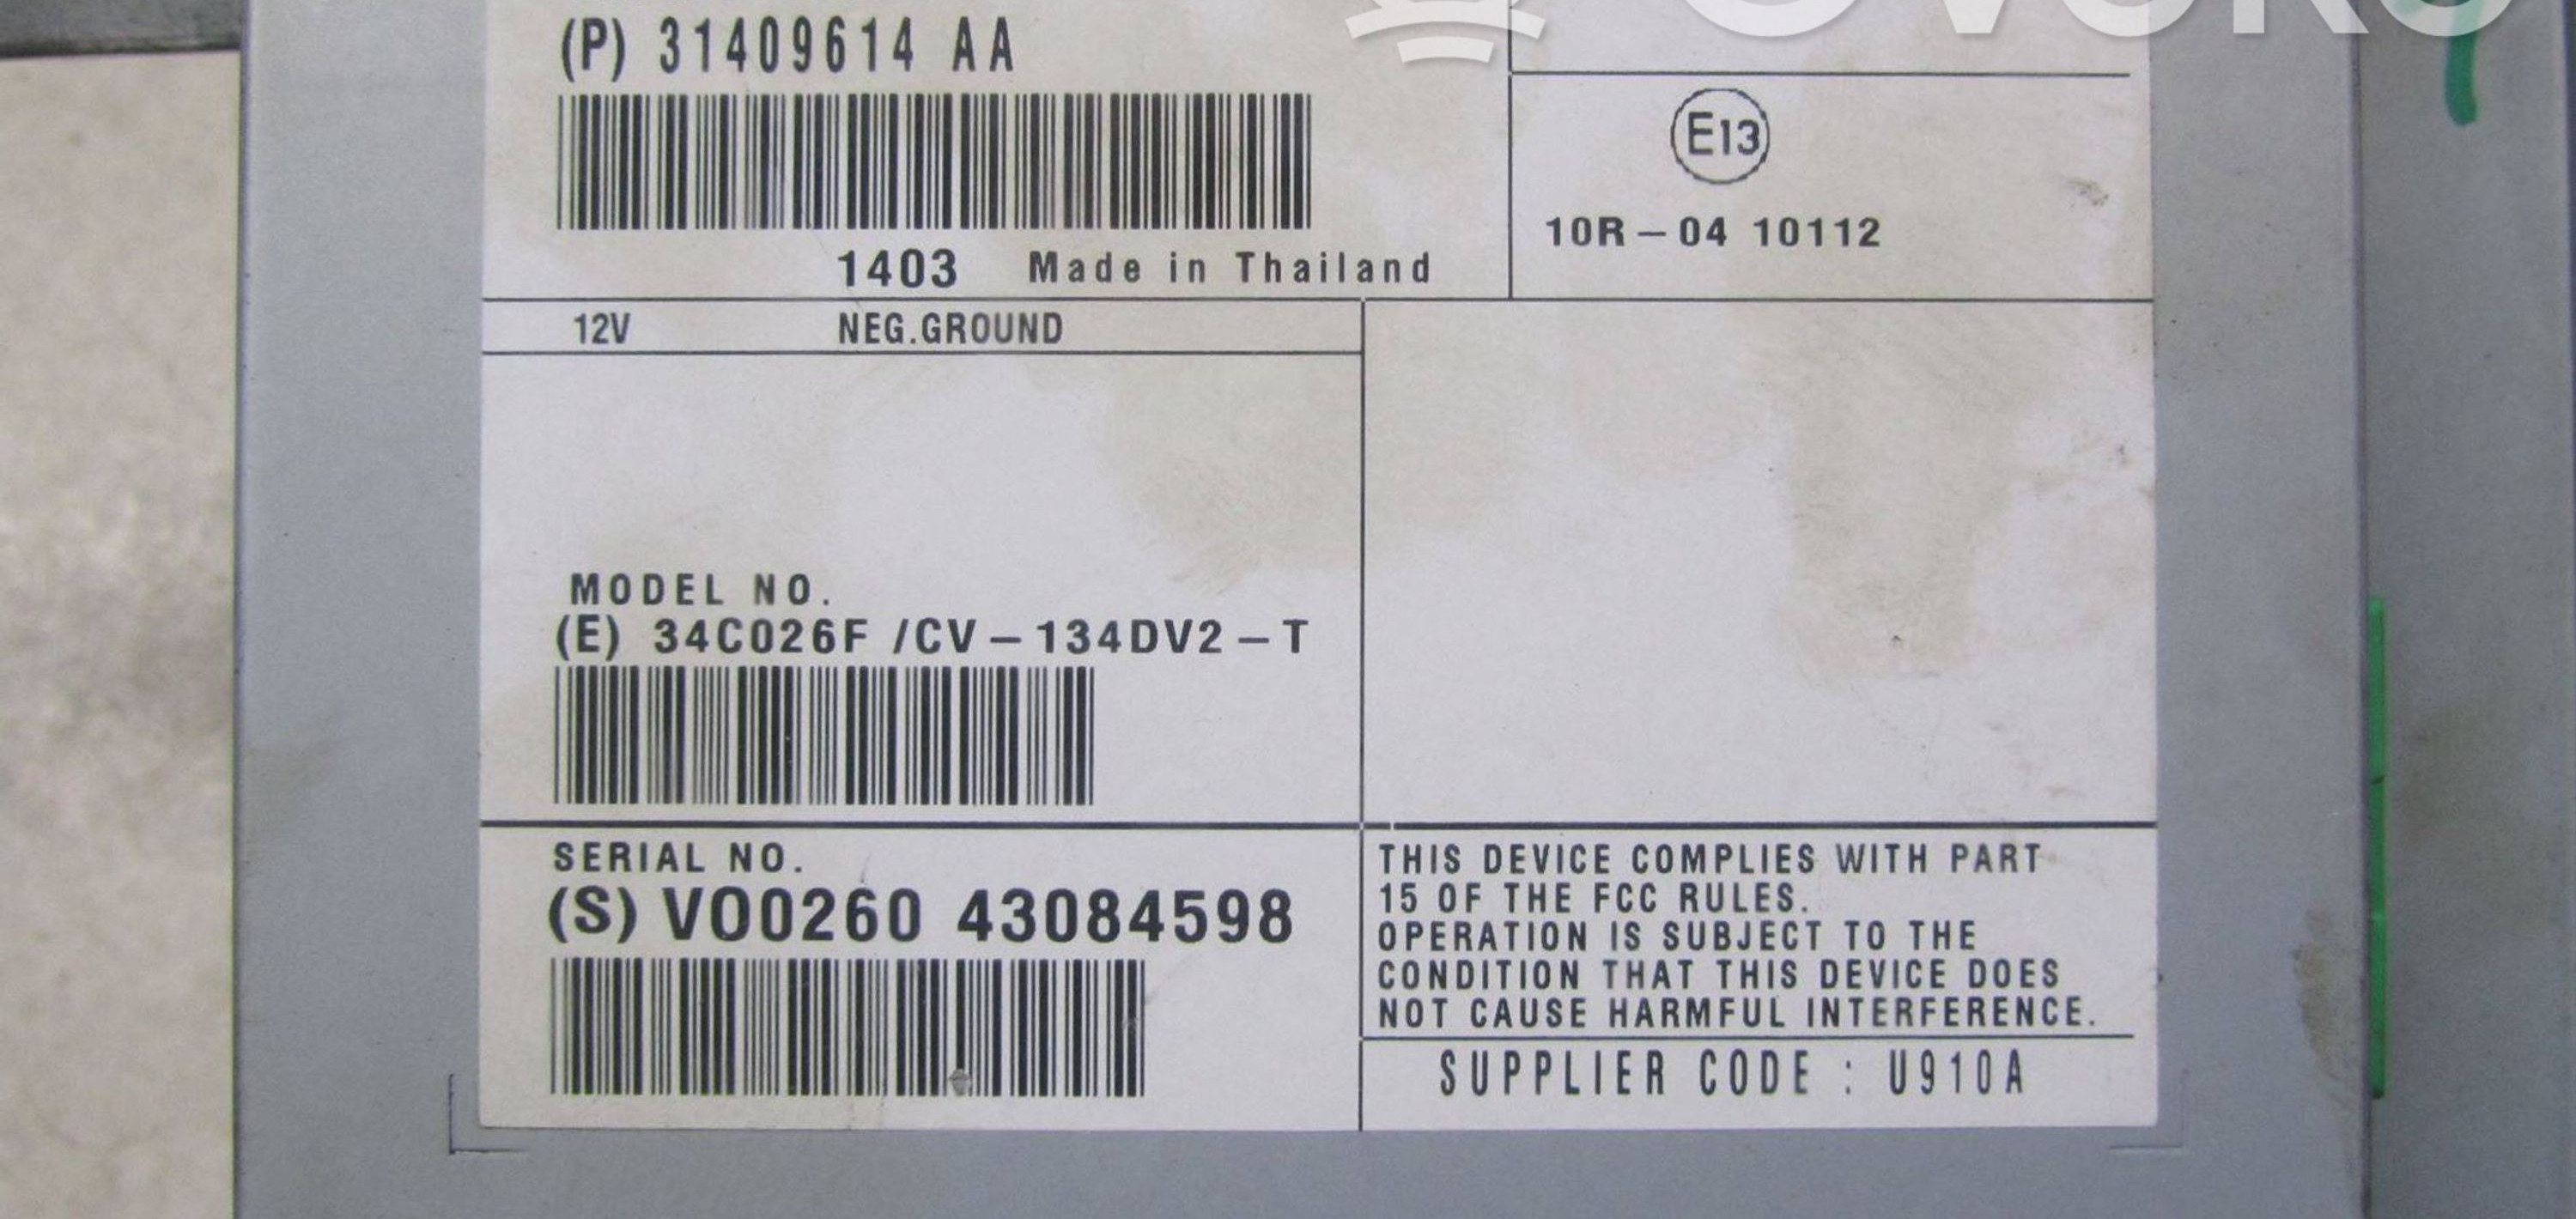 (P) 31409614 AA
1403 Made in Thailand
E13
10R-04 10112
12V NEG.GROUND
MODEL NO.
(E) 34C026F /CV-134DV2-T
SERIAL NO.
(S) VO0260 43084598
THIS DEVICE COMPLIES WITH PART
15 OF THE FCC RULES.
OPERATION IS SUBJECT TO THE
CONDITION THAT THIS DEVICE DOES
NOT CAUSE HARMFUL INTERFERENCE.
SUPPLIER CODE : U910A